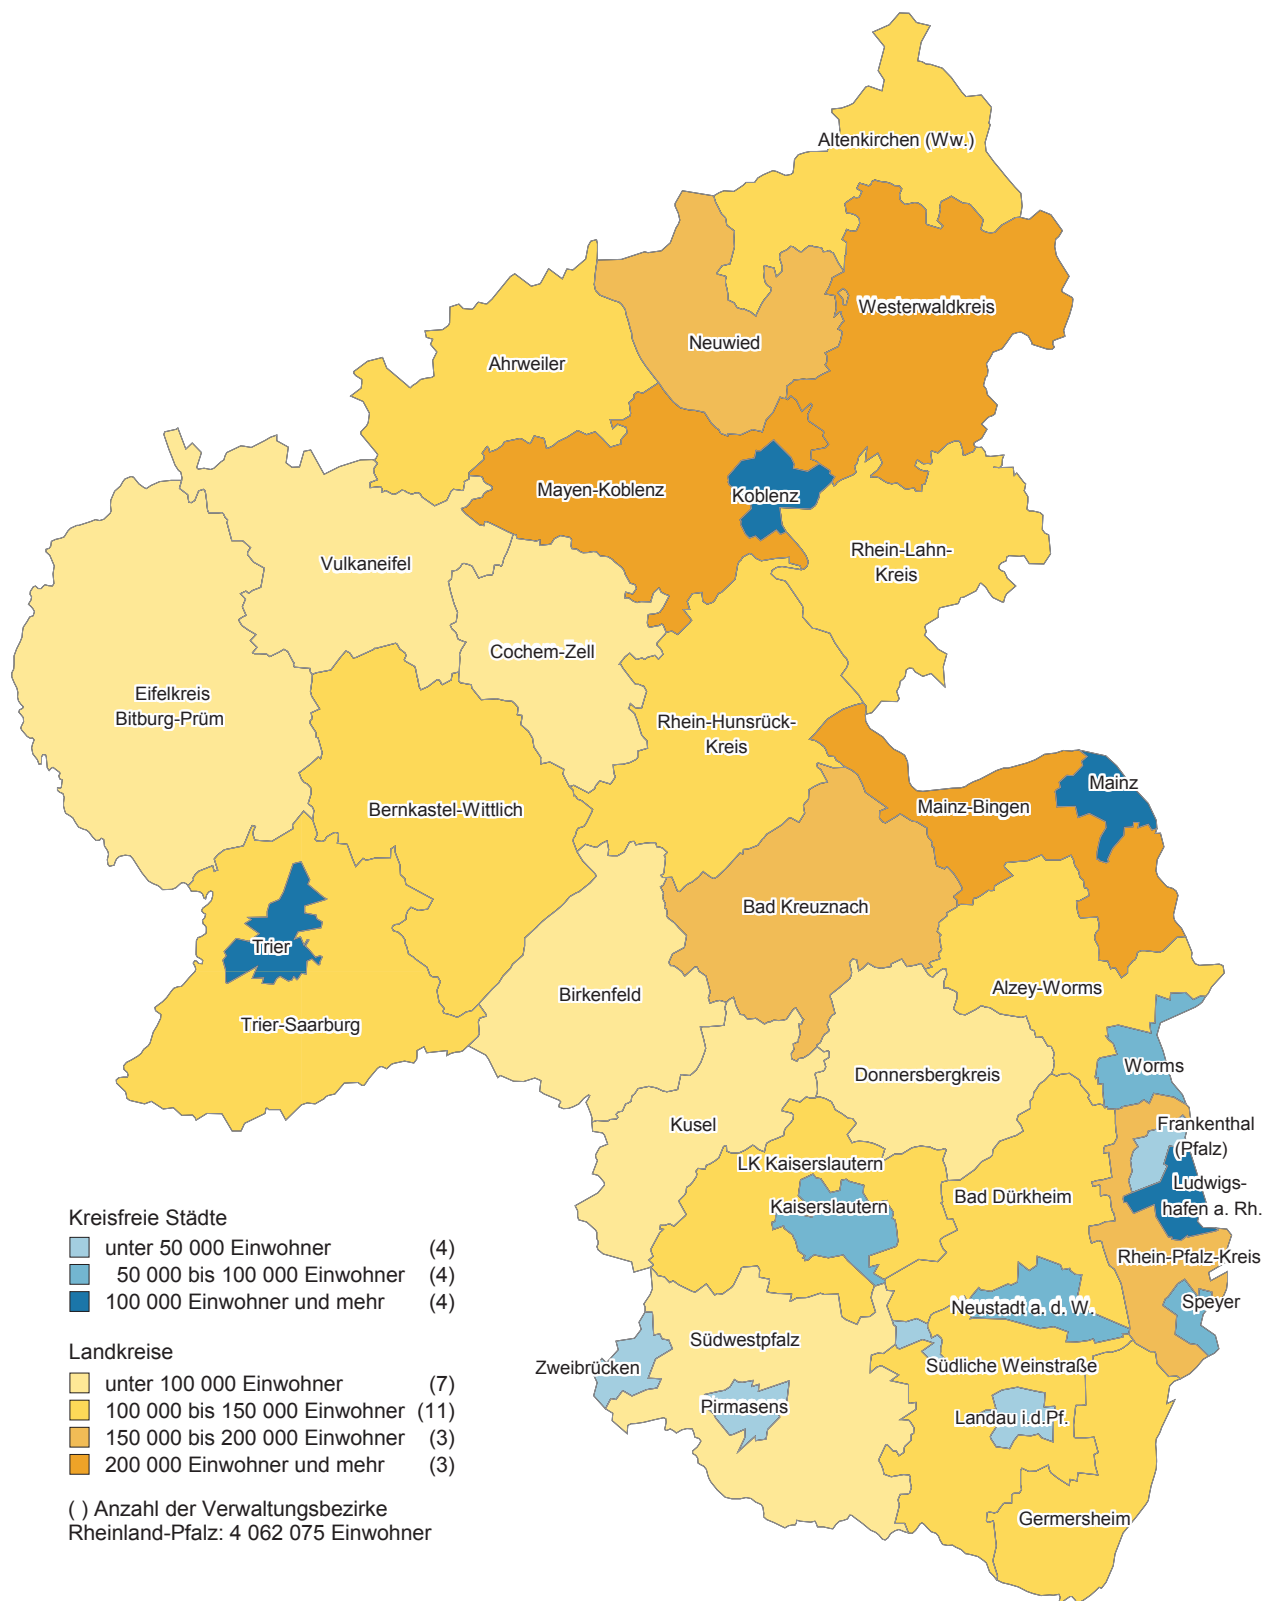 Altenkirchen (Ww.)
Westerwaldkreis
Neuwied
Ahrweiler
Mayen-Koblenz
Koblenz
Rhein-Lahn-
Kreis
Vulkaneifel
Cochem-Zell
Eifelkreis
Bitburg-Prüm
Rhein-Hunsrück-
Kreis
Mainz
Mainz-Bingen
Bernkastel-Wittlich
Bad Kreuznach
Trier
Alzey-Worms
Birkenfeld
Trier-Saarburg
Worms
Donnersbergkreis
Kusel
Frankenthal
(Pfalz)
LK Kaiserslautern
Ludwigs-
hafen a. Rh.
Bad Dürkheim
Kaiserslautern
Rhein-Pfalz-Kreis
Speyer
Neustadt a. d. W.
Südwestpfalz
Zweibrücken
Südliche Weinstraße
Pirmasens
Landau i.d.Pf.
Germersheim
Kreisfreie Städte
unter 50 000 Einwohner (4)
50 000 bis 100 000 Einwohner (4)
100 000 Einwohner und mehr (4)
Landkreise
unter 100 000 Einwohner (7)
100 000 bis 150 000 Einwohner (11)
150 000 bis 200 000 Einwohner (3)
200 000 Einwohner und mehr (3)
( ) Anzahl der Verwaltungsbezirke
Rheinland-Pfalz: 4 062 075 Einwohner